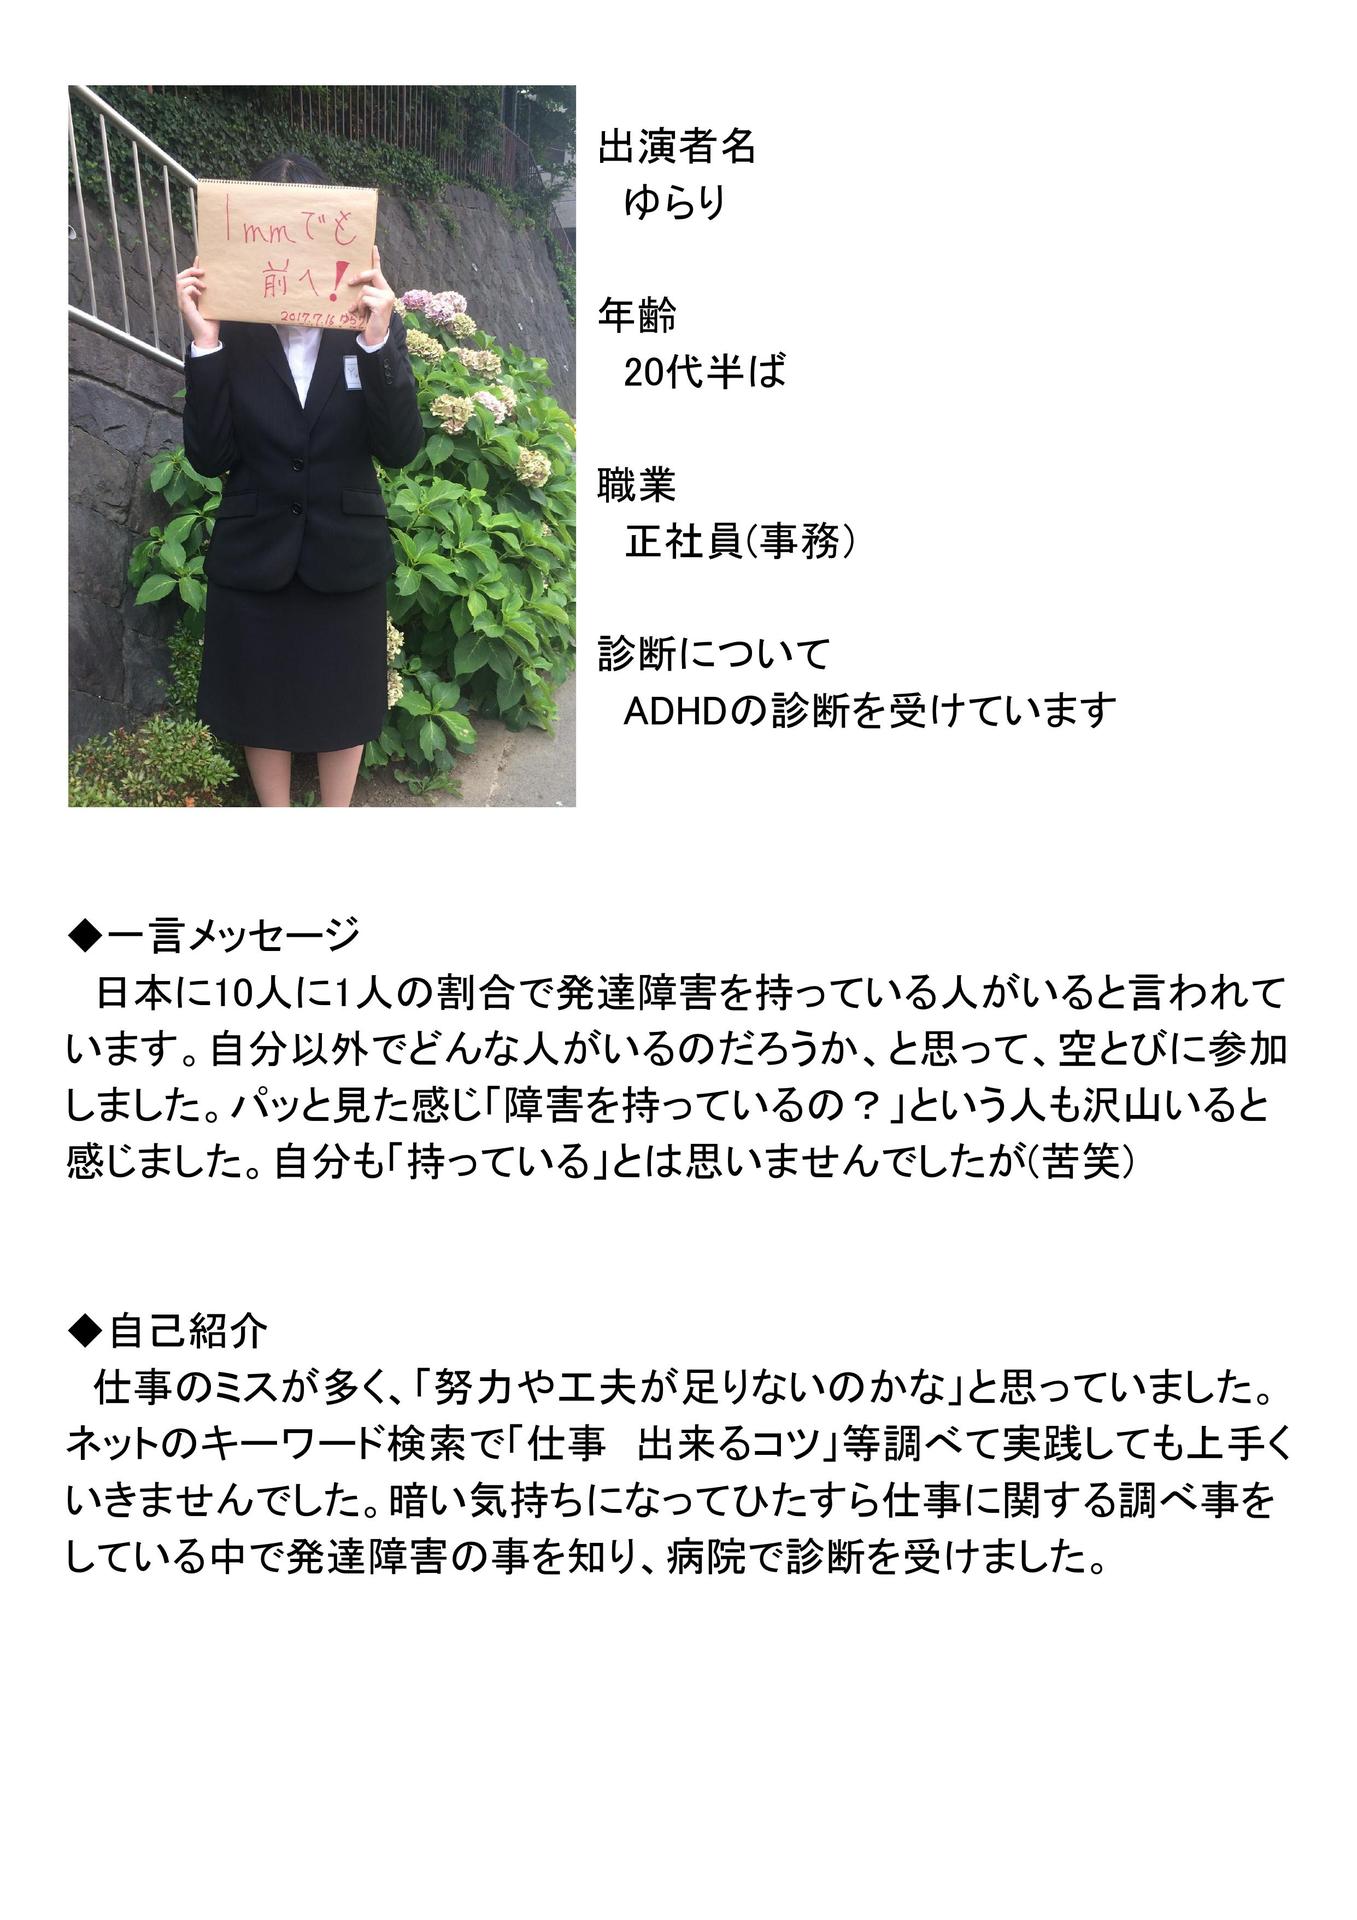 1mmでも
前へ!
2017.7.16 ゆらり
出演者名
ゆらり
年齢
20代半ば
職業
正社員(事務)
診断について
ADHDの診断を受けています
◆一言メッセージ
日本に10人に1人の割合で発達障害を持っている人がいると言われて
います。自分以外でどんな人がいるのだろうか、と思って、空とびに参加
しました。パッと見た感じ「障害を持っているの？」という人も沢山いると
感じました。自分も「持っている」とは思いませんでしたが(苦笑)
◆自己紹介
仕事のミスが多く、「努力や工夫が足りないのかな」と思っていました。
ネットのキーワード検索で「仕事　出来るコツ」等調べて実践しても上手く
いきませんでした。暗い気持ちになってひたすら仕事に関する調べ事を
している中で発達障害の事を知り、病院で診断を受けました。